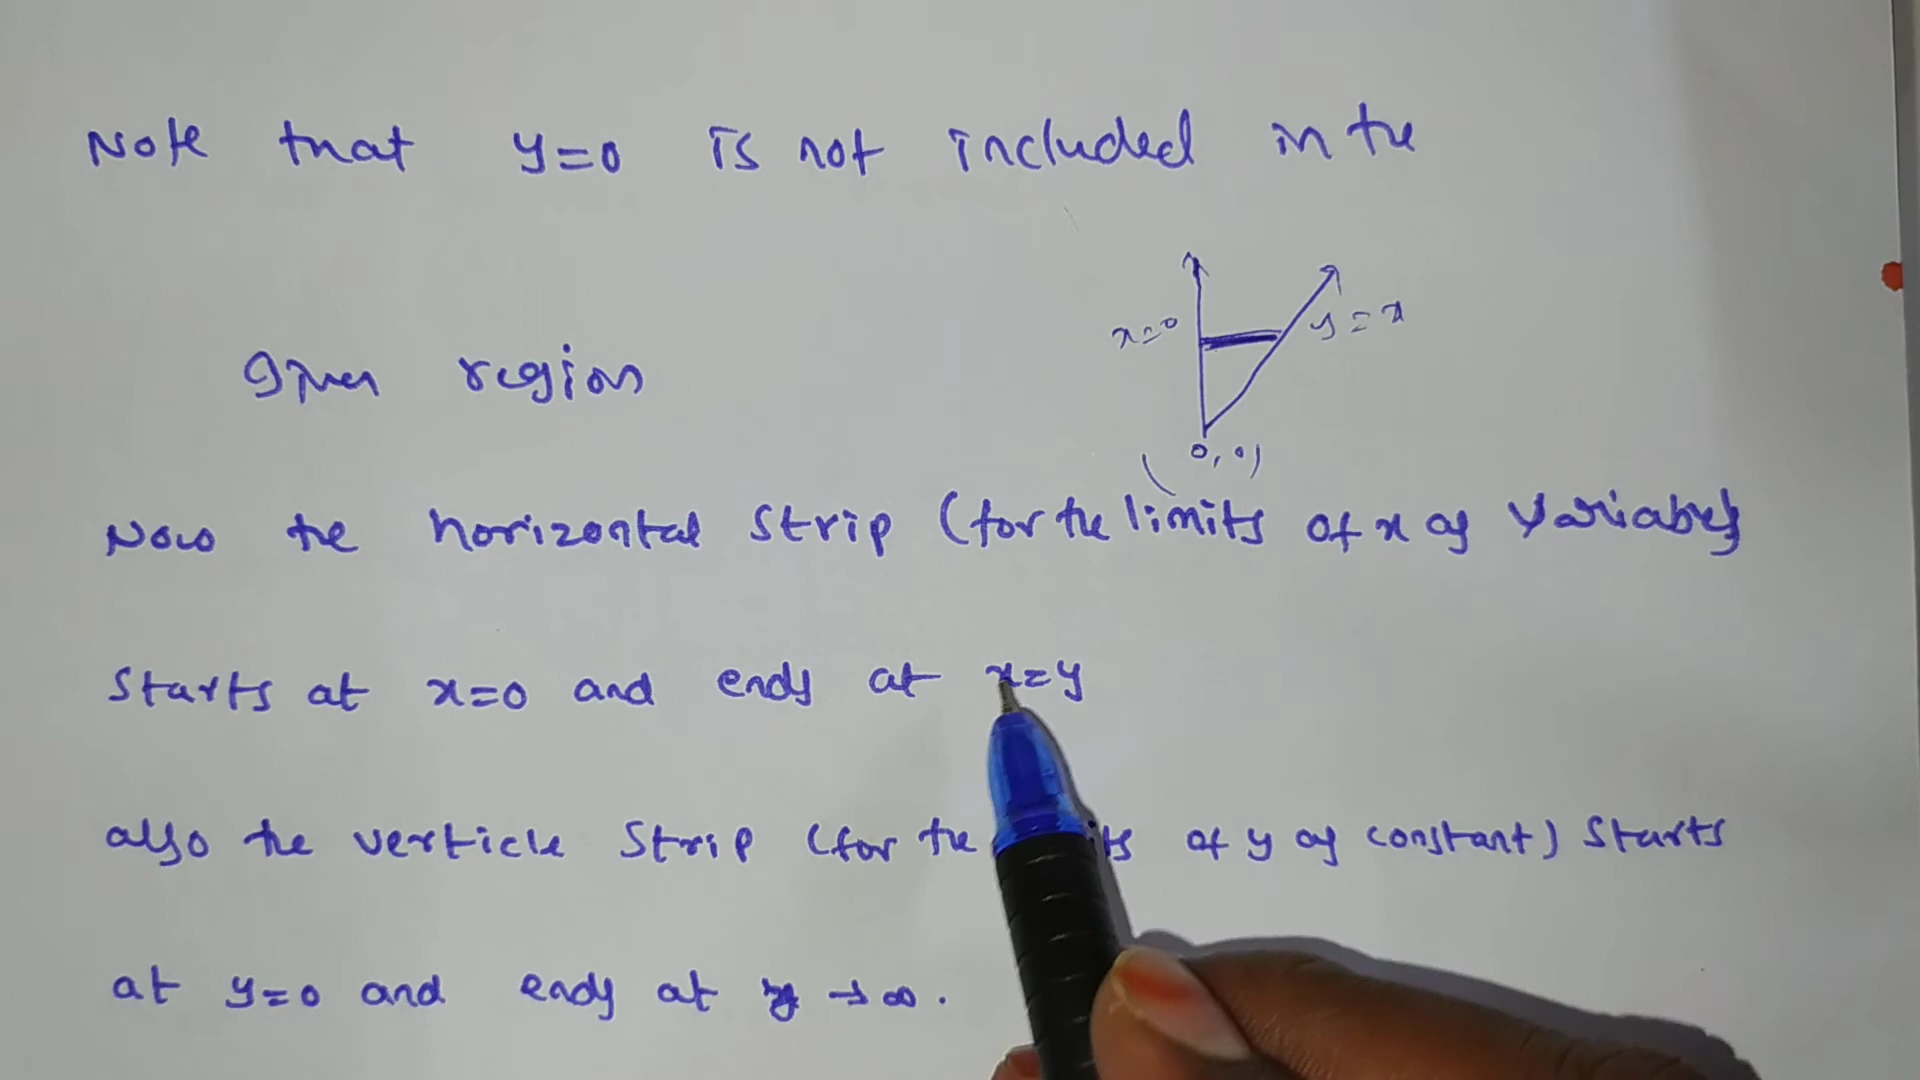 Note that y=0 is not included in the
x=0
y=x
Given region
(0,0)
Now the horizontal strip (for the limits of x as variable)
starts at x=0 and ends at x=y
also the verticle strip (for the ts of y as constant) starts
at y=0 and ends at y→∞.